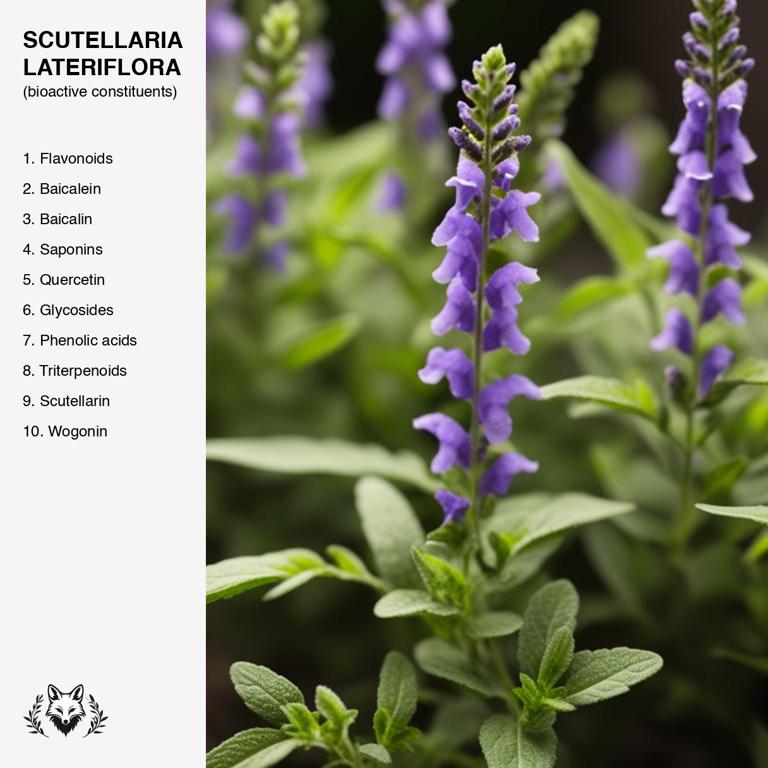 SCUTELLARIA
LATERIFLORA
(bioactive constituents)
1. Flavonoids
2. Baicalein
3. Baicalin
4. Saponins
5. Quercetin
6. Glycosides
7. Phenolic acids
8. Triterpenoids
9. Scutellarin
10. Wogonin